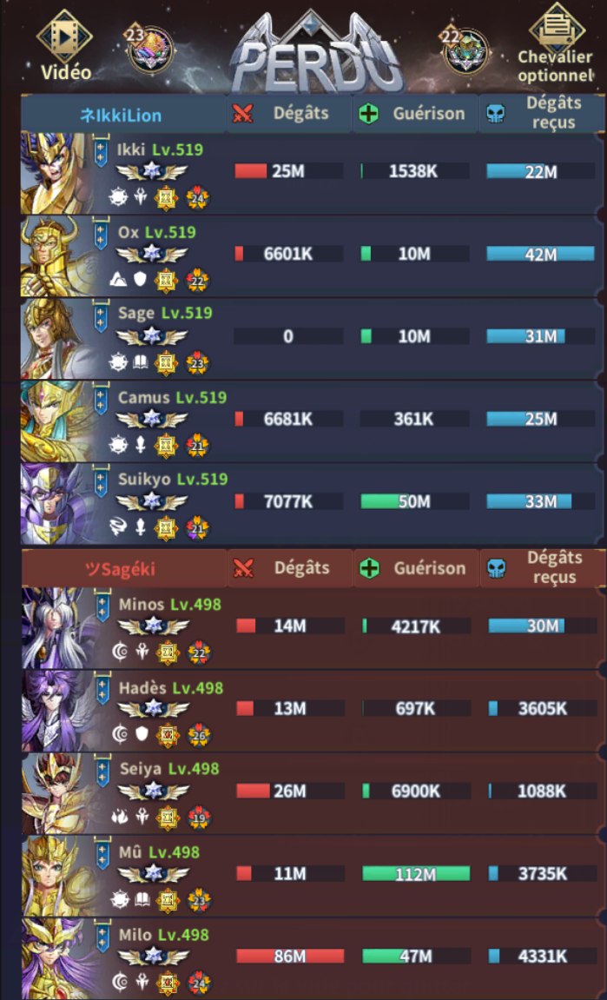 Vidéo
23
PERDU
22
Chevalier
optionnel
ネIkkiLion
Dégâts
Guérison
Dégâts
reçus
Ikki Lv.519
25M
1538K
22M
24
Ox Lv.519
6601K
10M
42M
22
Sage Lv.519
0
10M
31M
23
Camus Lv.519
6681K
361K
25M
21
Suikyo Lv.519
7077K
50M
33M
21
ツSagéki
Dégâts
Guérison
Dégâts
reçus
Minos Lv.498
14M
4217K
30M
22
Hadès Lv.498
13M
697K
3605K
26
Seiya Lv.498
26M
6900K
1088K
19
Mû Lv.498
11M
112M
3735K
23
Milo Lv.498
86M
47M
4331K
24